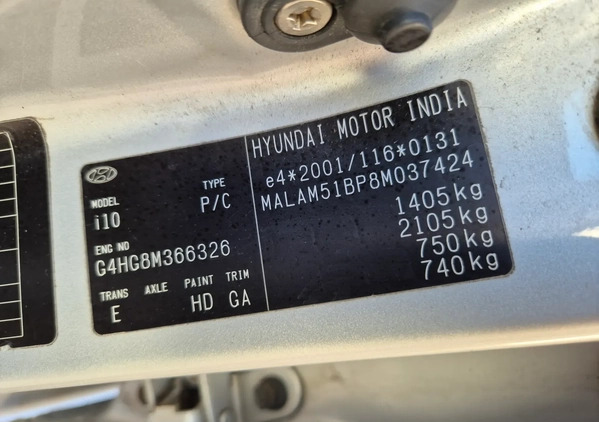 HYUNDAI MOTOR INDIA
e4*2001/116*0131
MALAM51BP8M037424
1405kg
2105kg
750kg
740kg
MODEL TYPE
i10 P/C
ENG NO
G4HG8M366326
TRANS AXLE PAINT TRIM
E HD GA